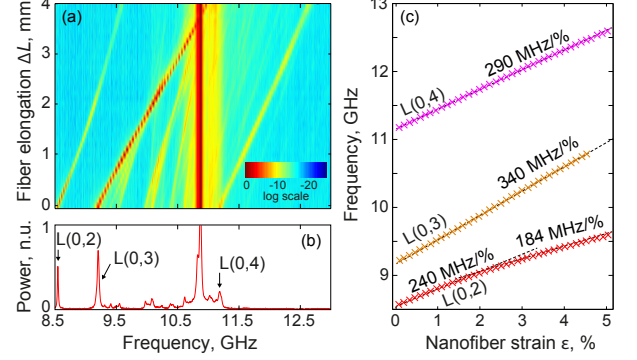 (a)
Fiber elongation ΔL, mm
4
3
2
1
0
0
-10
-20
log scale
(b)
Power, n.u.
1
0
L(0,2)
L(0,3)
L(0,4)
8.5
9.5
10.5
11.5
12.5
Frequency, GHz
(c)
Frequency, GHz
13
12
11
10
9
290 MHz/%
L(0,4)
340 MHz/%
L(0,3)
184 MHz/%
240 MHz/%
L(0,2)
0
1
2
3
4
5
Nanofiber strain ε, %